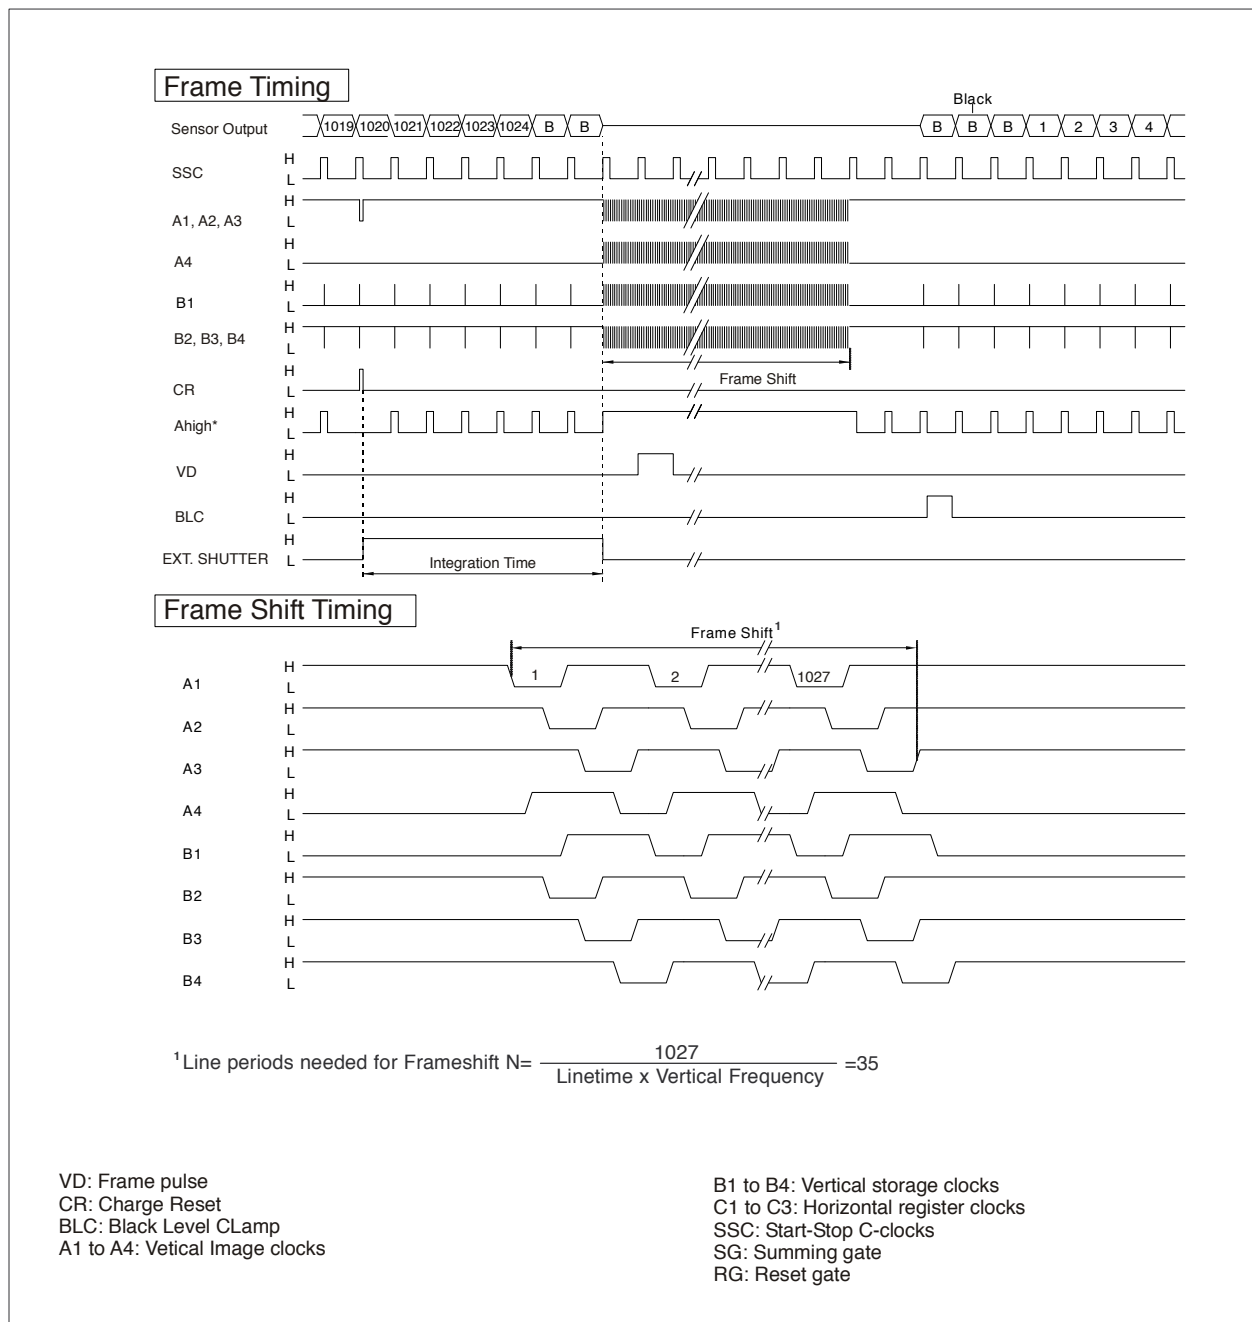 Frame Timing
Black
Sensor Output 1019 1020 1021 1022 1023 1024 B B B B B 1 2 3 4
SSC H L
A1, A2, A3 H L
A4 H L
B1 H L
B2, B3, B4 H L
Frame Shift
CR H L
Ahigh* H L
VD H L
BLC H L
EXT. SHUTTER H L
Integration Time
Frame Shift Timing
Frame Shift¹
A1 H L 1 2 1027
A2 H L
A3 H L
A4 H L
B1 H L
B2 H L
B3 H L
B4 H L
¹Line periods needed for Frameshift N= 1027 / Linetime x Vertical Frequency =35
VD: Frame pulse
CR: Charge Reset
BLC: Black Level CLamp
A1 to A4: Vetical Image clocks
B1 to B4: Vertical storage clocks
C1 to C3: Horizontal register clocks
SSC: Start-Stop C-clocks
SG: Summing gate
RG: Reset gate